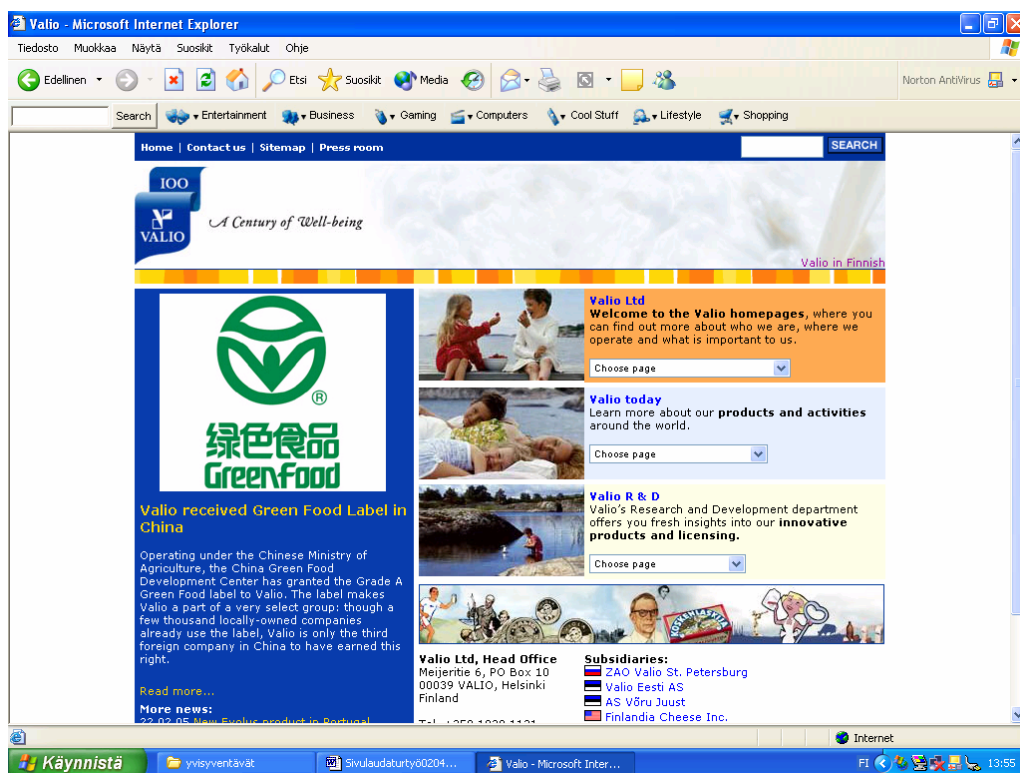 Valio - Microsoft Internet Explorer
Tiedosto Muokkaa Näytä Suosikit Työkalut Ohje
Edellinen Etsi Suosikit Media Norton AntiVirus
Search Entertainment Business Gaming Computers Cool Stuff Lifestyle Shopping
Home | Contact us | Sitemap | Press room SEARCH
100
VALIO
A Century of Well-being
Valio in Finnish
绿色食品
GreenFood
®
Valio received Green Food Label in
China
Operating under the Chinese Ministry of
Agriculture, the China Green Food
Development Center has granted the Grade A
Green Food label to Valio. The label makes
Valio a part of a very select group: though a
few thousand locally-owned companies
already use the label, Valio is only the third
foreign company in China to have earned this
right.
Read more...
More news:
22.02.05 New Evolus product in Portugal
Valio Ltd
Welcome to the Valio homepages, where you
can find out more about who we are, where we
operate and what is important to us.
Choose page
Valio today
Learn more about our products and activities
around the world.
Choose page
Valio R & D
Valio's Research and Development department
offers you fresh insights into our innovative
products and licensing.
Choose page
KOSKENLASKIJA
Valio Ltd, Head Office
Meijeritie 6, PO Box 10
00039 VALIO, Helsinki
Finland
Subsidiaries:
ZAO Valio St. Petersburg
Valio Eesti AS
AS Võru Juust
Finlandia Cheese Inc.
Internet
Käynnistä yvisyventävät Sivulaudaturtyö0204... Valio - Microsoft Inter... FI 13:55